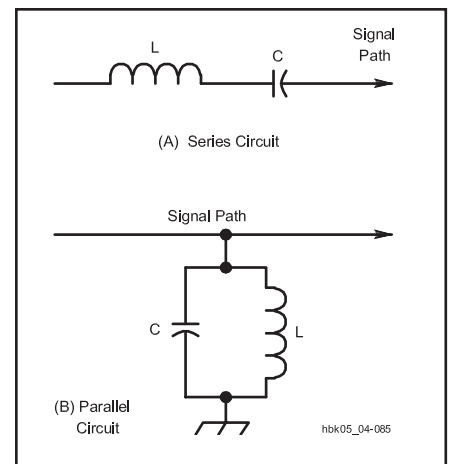 Signal
Path
L
C
(A) Series Circuit
Signal Path
C
L
(B) Parallel
Circuit
hbk05_04-085